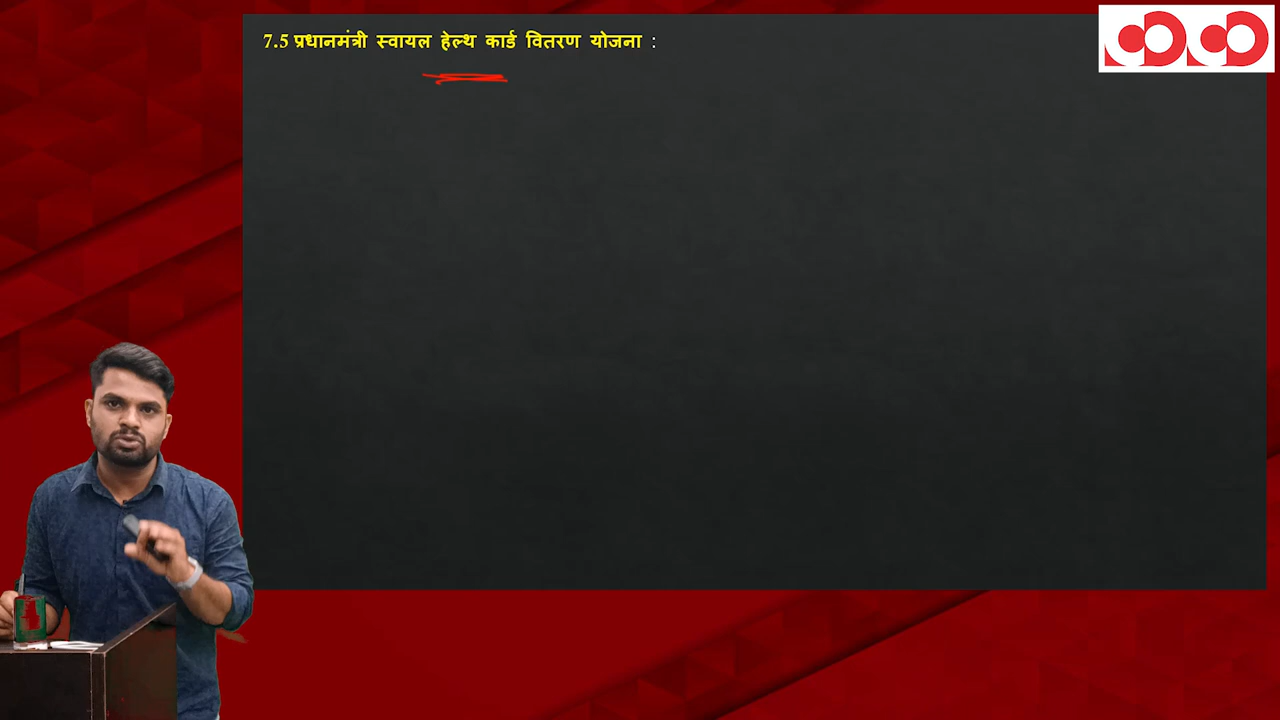 7.5 प्रधानमंत्री स्वायल हेल्थ कार्ड वितरण योजना :